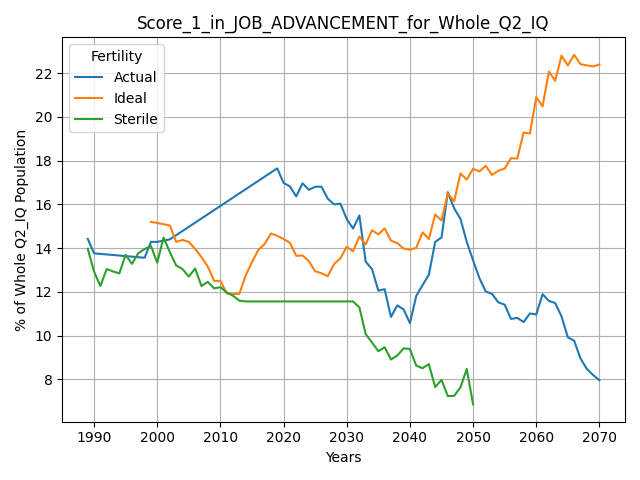 Score_1_in_JOB_ADVANCEMENT_for_Whole_Q2_IQ
Fertility
Actual
Ideal
Sterile
% of Whole Q2_IQ Population
22
20
18
16
14
12
10
8
1990 2000 2010 2020 2030 2040 2050 2060 2070
Years